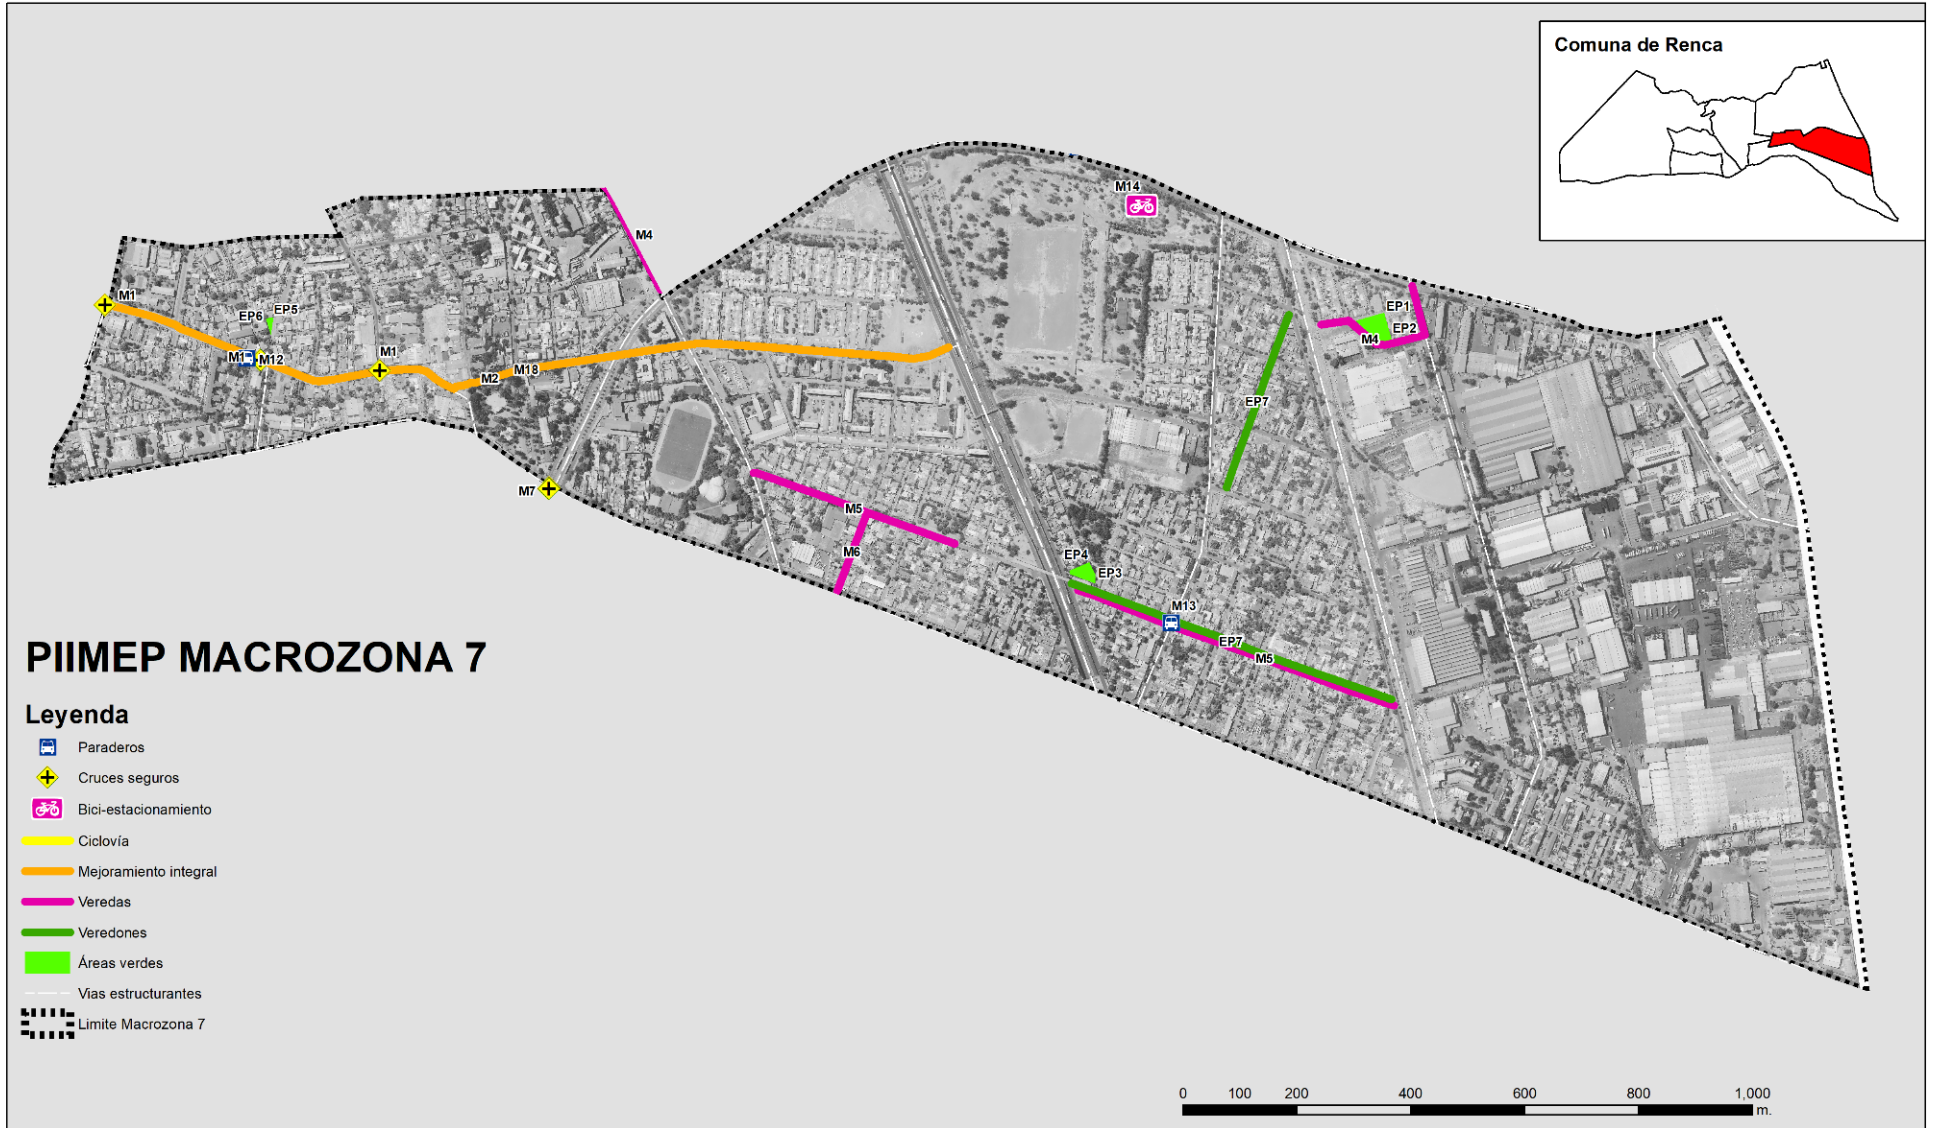 Comuna de Renca
M14
M4
M1
EP5
EP6
EP1
EP2
M4
M1
M12
M1
M2
M18
EP7
M7
M5
M6
EP4
EP3
M13
EP7
M5
PIIMEP MACROZONA 7
Leyenda
Paraderos
Cruces seguros
Bici-estacionamiento
Ciclovía
Mejoramiento integral
Veredas
Veredones
Áreas verdes
Vias estructurantes
Limite Macrozona 7
0 100 200 400 600 800 1,000
m.